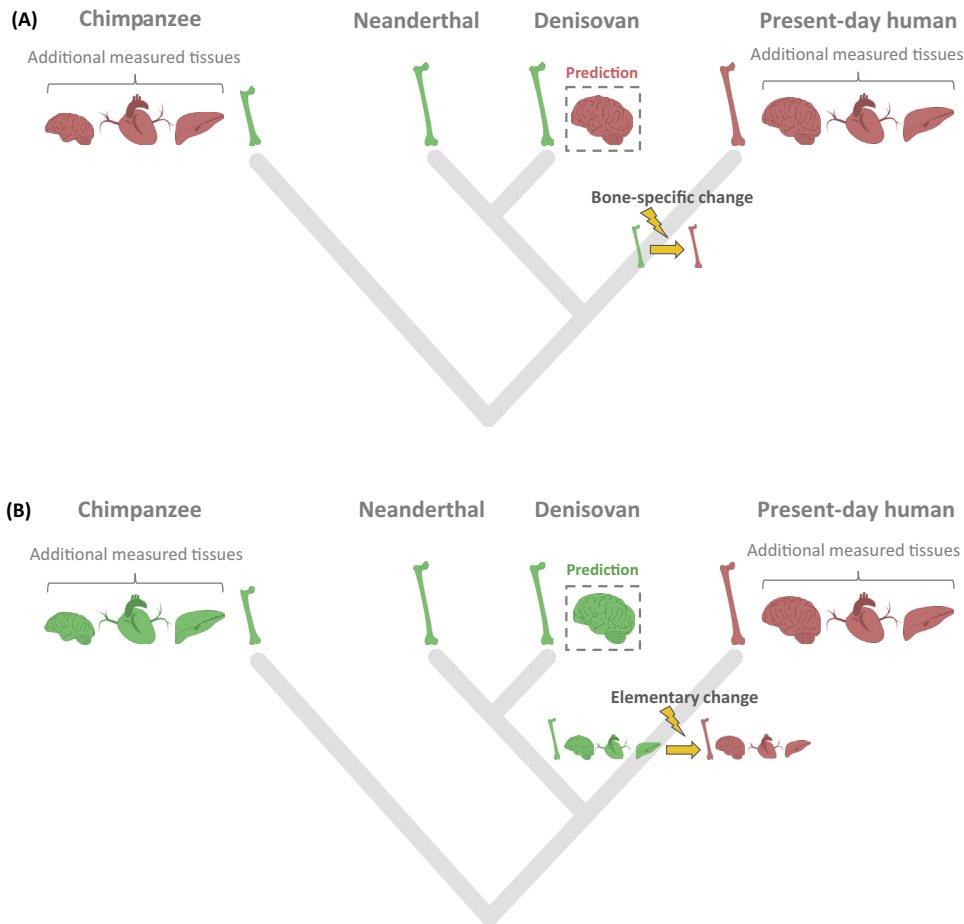 (A)
Chimpanzee
Neanderthal
Denisovan
Present-day human
Additional measured tissues
Additional measured tissues
Prediction
Bone-specific change
(B)
Chimpanzee
Neanderthal
Denisovan
Present-day human
Additional measured tissues
Additional measured tissues
Prediction
Elementary change